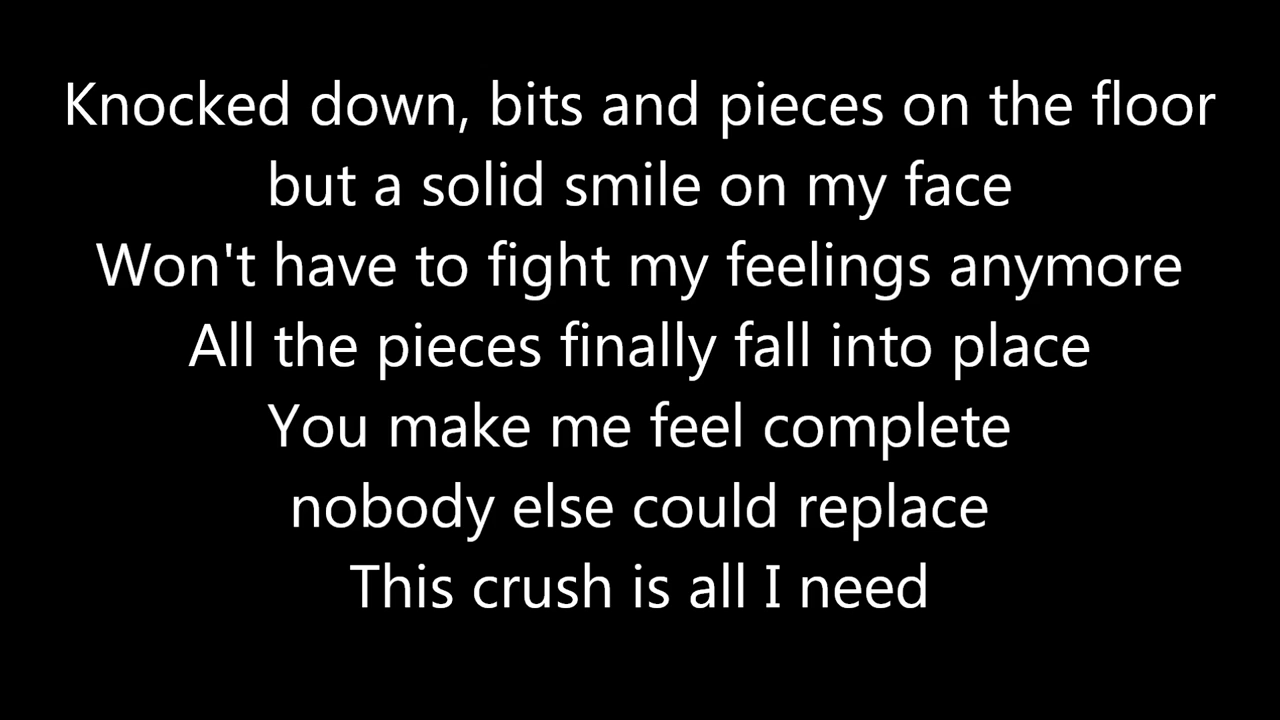 Knocked down, bits and pieces on the floor
but a solid smile on my face
Won't have to fight my feelings anymore
All the pieces finally fall into place
You make me feel complete
nobody else could replace
This crush is all I need